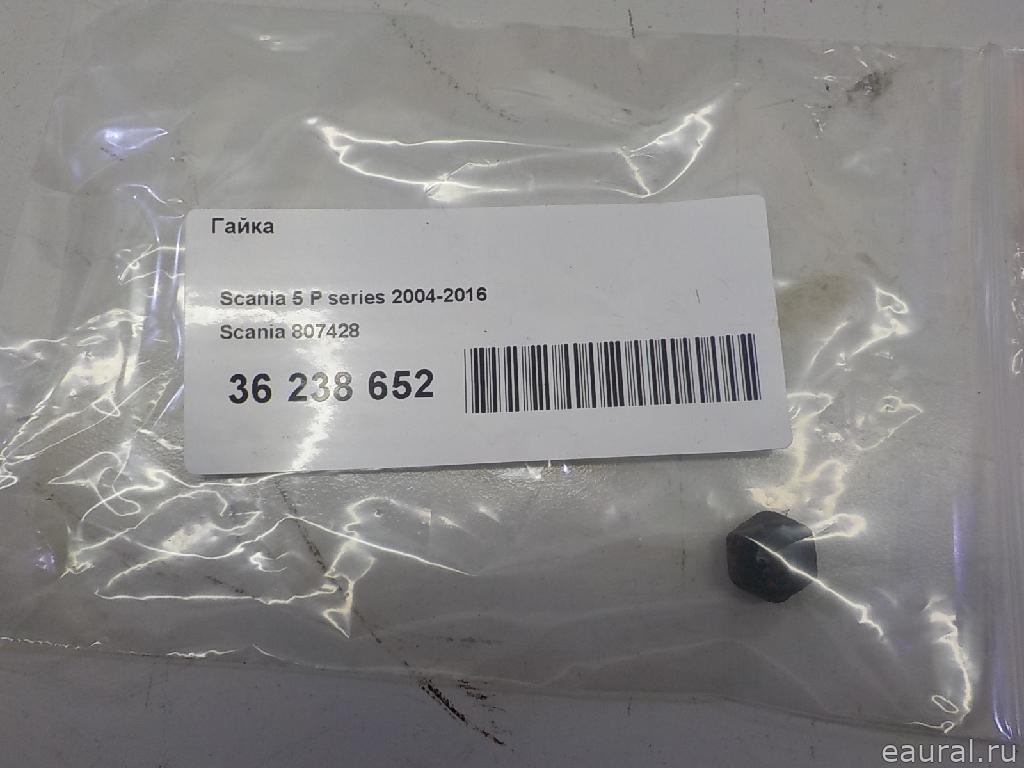 Гайка
Scania 5 P series 2004-2016
Scania 807428
36 238 652
eaural.ru